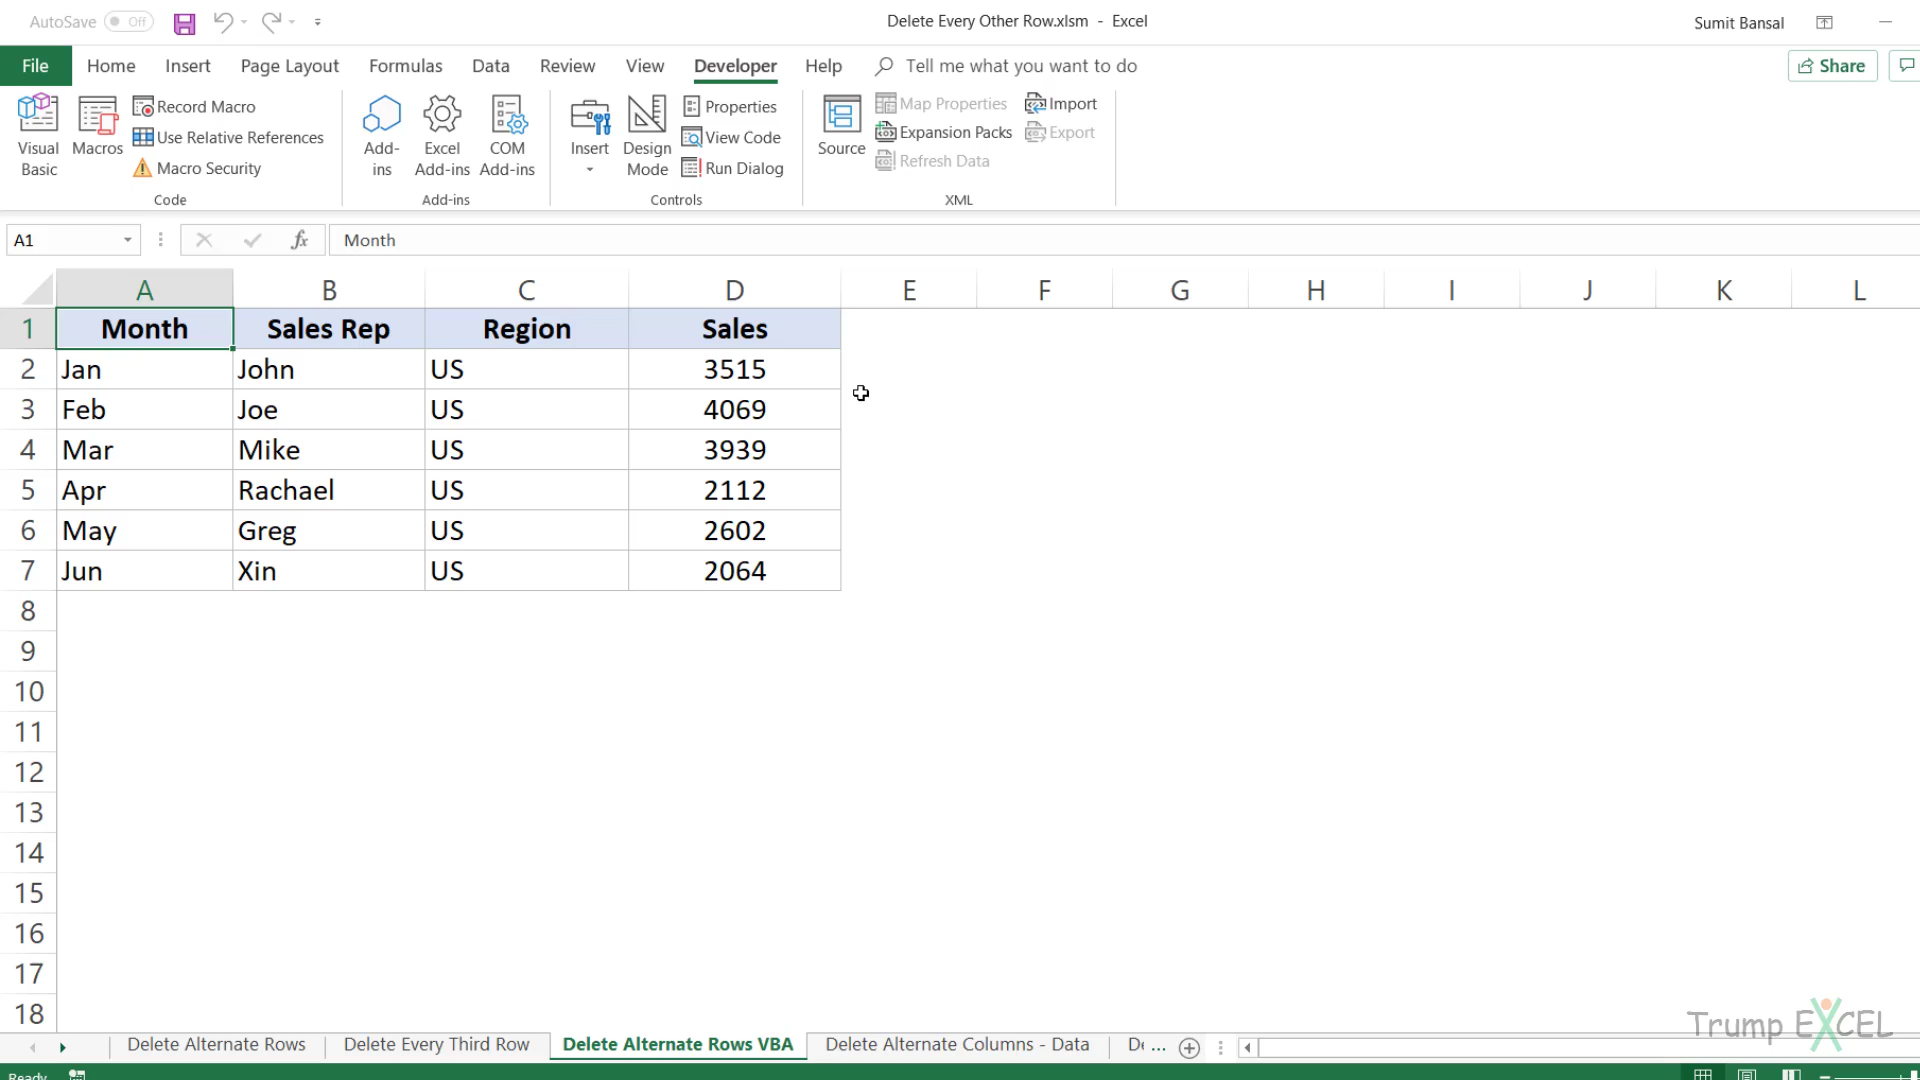 AutoSave Off
Delete Every Other Row.xlsm - Excel
Sumit Bansal
File Home Insert Page Layout Formulas Data Review View Developer Help Tell me what you want to do Share
Visual Basic
Macros
Record Macro
Use Relative References
Macro Security
Code
Add-ins
Excel Add-ins
COM Add-ins
Add-ins
Insert
Design Mode
Properties
View Code
Run Dialog
Controls
Source
Map Properties
Expansion Packs
Refresh Data
Import
Export
XML
A1 fx Month
A B C D E F G H I J K L
1 Month Sales Rep Region Sales
2 Jan John US 3515
3 Feb Joe US 4069
4 Mar Mike US 3939
5 Apr Rachael US 2112
6 May Greg US 2602
7 Jun Xin US 2064
8
9
10
11
12
13
14
15
16
17
18
Trump EXCEL
Delete Alternate Rows Delete Every Third Row Delete Alternate Rows VBA Delete Alternate Columns - Data De ...
Ready